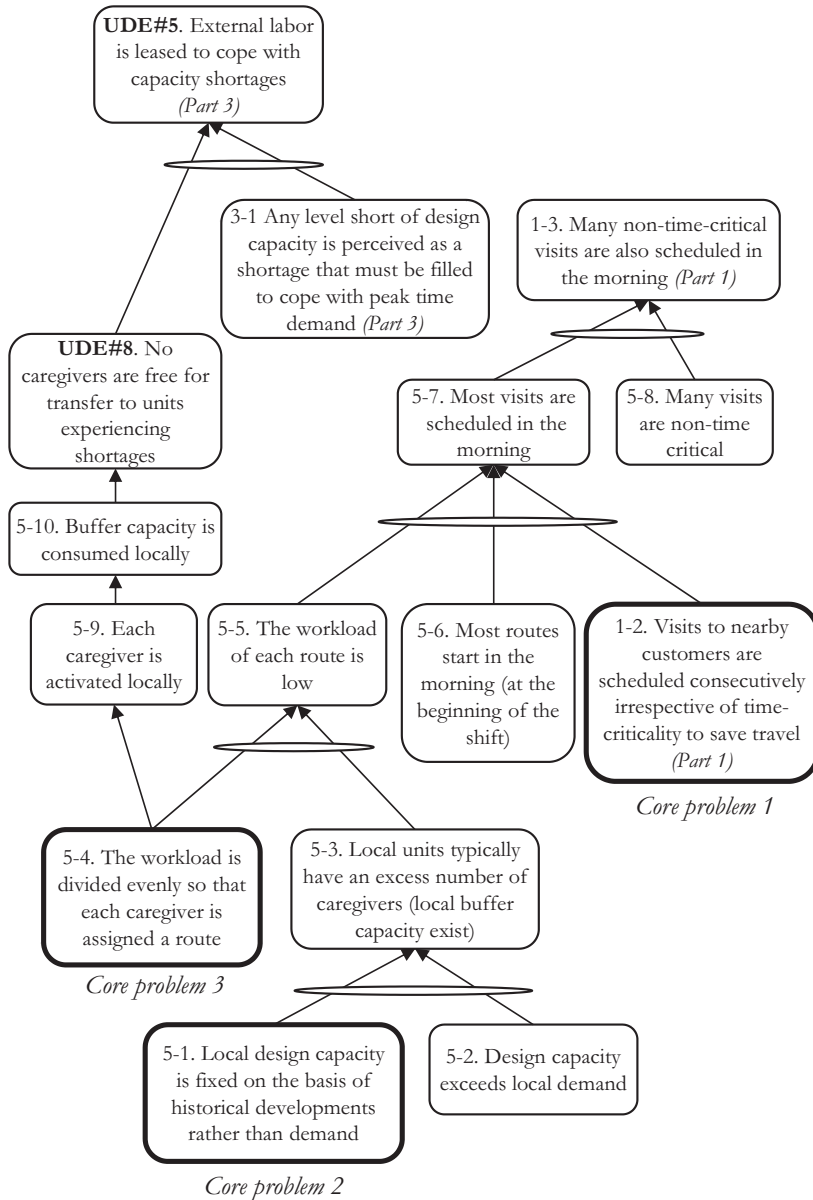 UDE#5. External labor
is leased to cope with
capacity shortages
(Part 3)
3-1 Any level short of design
capacity is perceived as a
shortage that must be filled
to cope with peak time
demand (Part 3)
1-3. Many non-time-critical
visits are also scheduled in
the morning (Part 1)
UDE#8. No
caregivers are free for
transfer to units
experiencing
shortages
5-7. Most visits are
scheduled in the
morning
5-8. Many visits
are non-time
critical
5-10. Buffer capacity is
consumed locally
5-9. Each
caregiver is
activated locally
5-5. The workload
of each route is
low
5-6. Most routes
start in the
morning (at the
beginning of the
shift)
1-2. Visits to nearby
customers are
scheduled consecutively
irrespective of time-
criticality to save travel
(Part 1)
Core problem 1
5-4. The workload is
divided evenly so that
each caregiver is
assigned a route
Core problem 3
5-3. Local units typically
have an excess number of
caregivers (local buffer
capacity exist)
5-1. Local design capacity
is fixed on the basis of
historical developments
rather than demand
Core problem 2
5-2. Design capacity
exceeds local demand